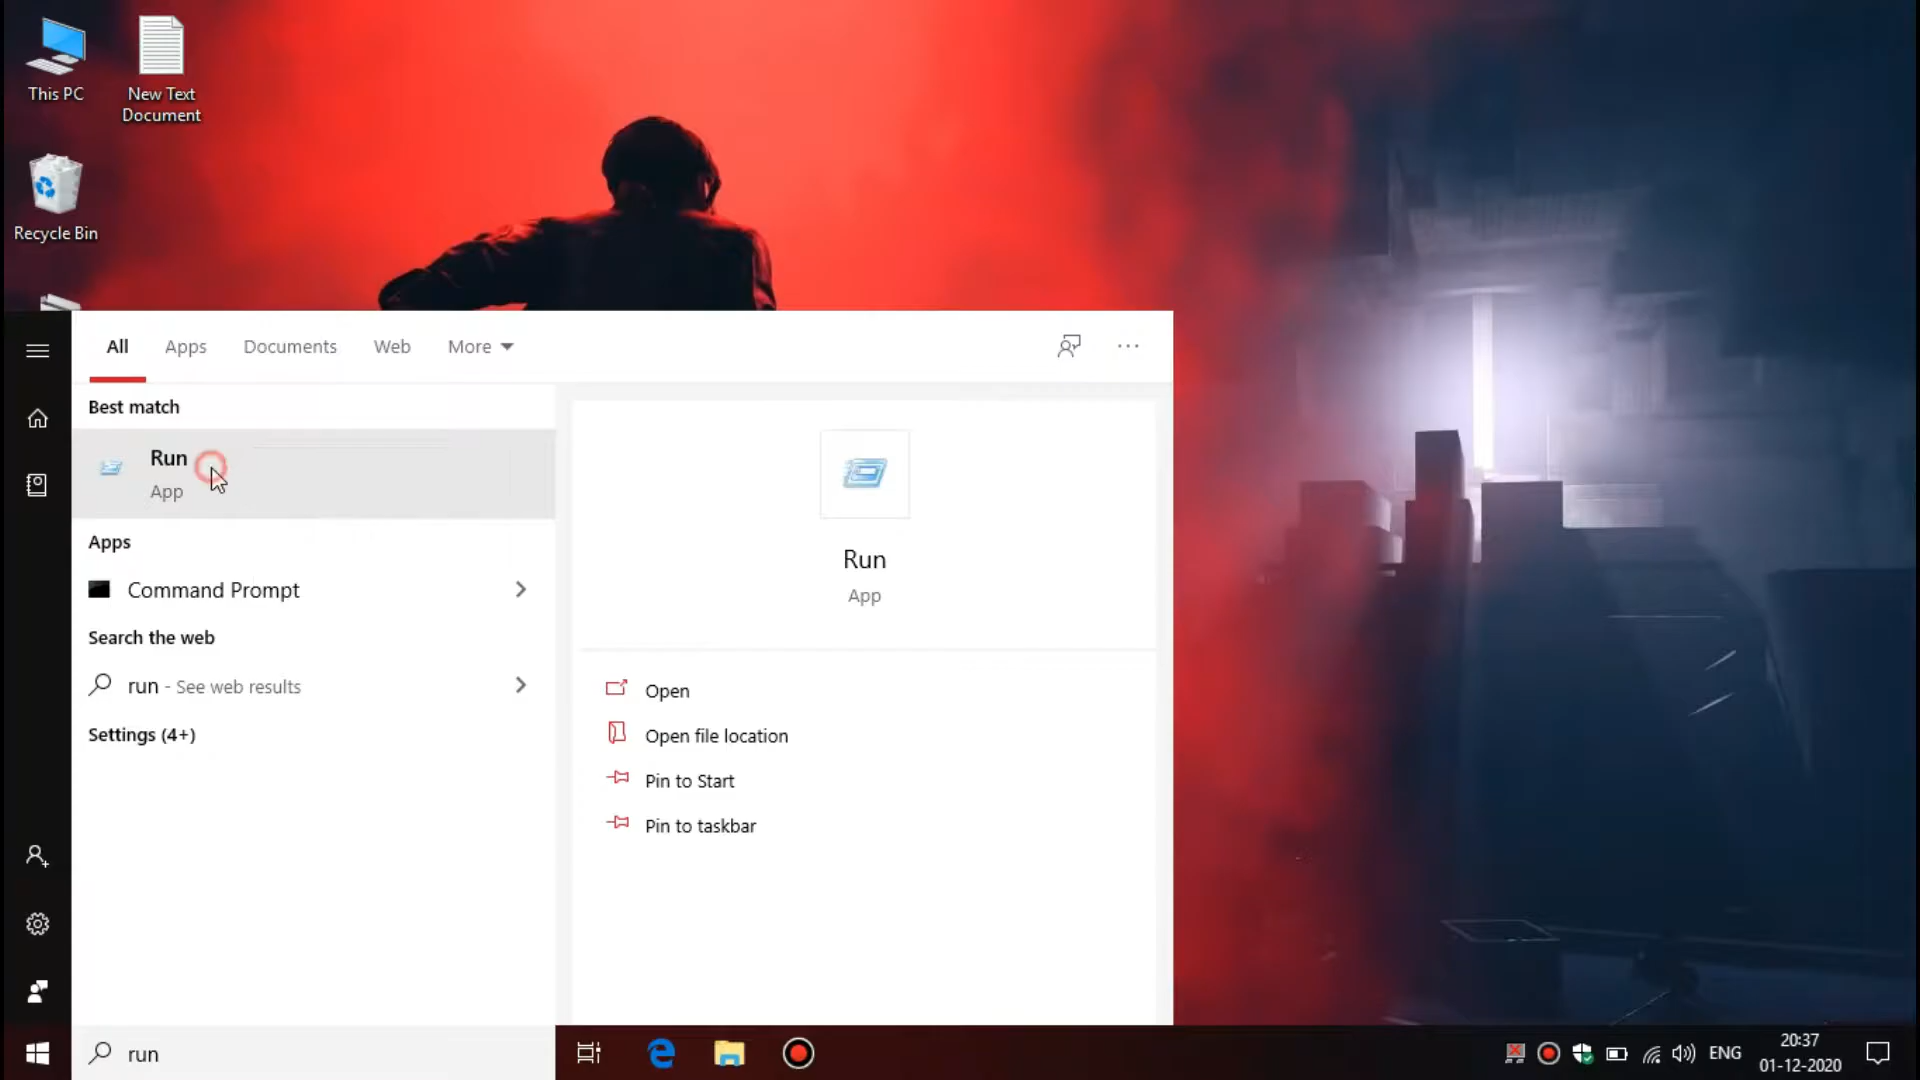 This PC
New Text
Document
Recycle Bin
All
Apps
Documents
Web
More
Best match
Run
App
Apps
Command Prompt
Search the web
run - See web results
Settings (4+)
Run
App
Open
Open file location
Pin to Start
Pin to taskbar
run
ENG
20:37
01-12-2020